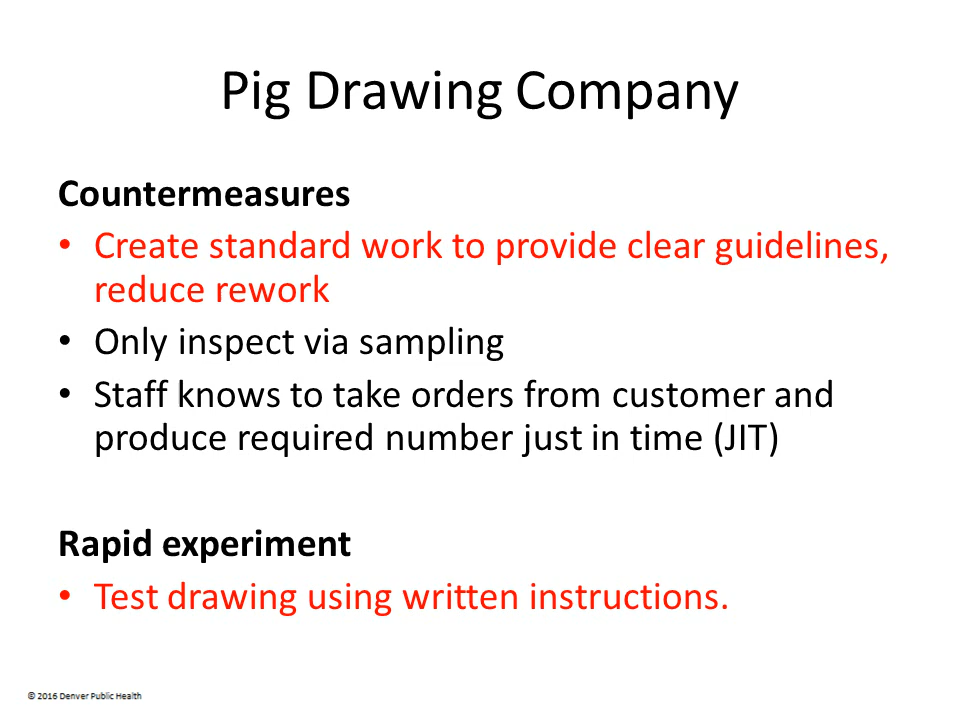 Pig Drawing Company
Countermeasures
• Create standard work to provide clear guidelines,
reduce rework
• Only inspect via sampling
• Staff knows to take orders from customer and
produce required number just in time (JIT)
Rapid experiment
• Test drawing using written instructions.
© 2016 Denver Public Health